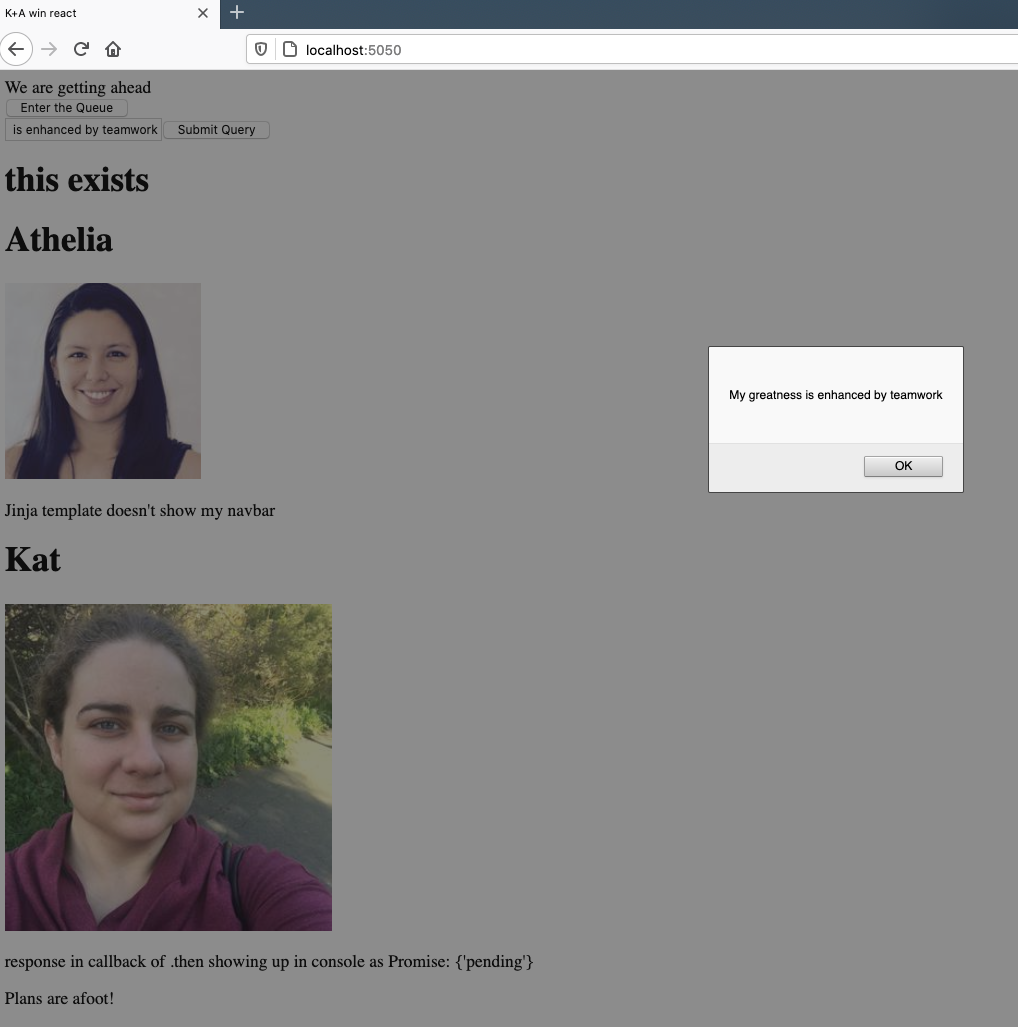 K+A win react
localhost:5050
We are getting ahead
Enter the Queue
is enhanced by teamwork Submit Query
this exists
Athelia
My greatness is enhanced by teamwork
OK
Jinja template doesn't show my navbar
Kat
response in callback of .then showing up in console as Promise: {'pending'}
Plans are afoot!